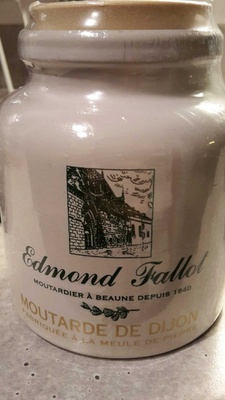 Edmond Fallot
MOUTARDIER À BEAUNE DEPUIS 1840
MOUTARDE DE DIJON
FABRIQUÉE À LA MEULE DE PIERRE